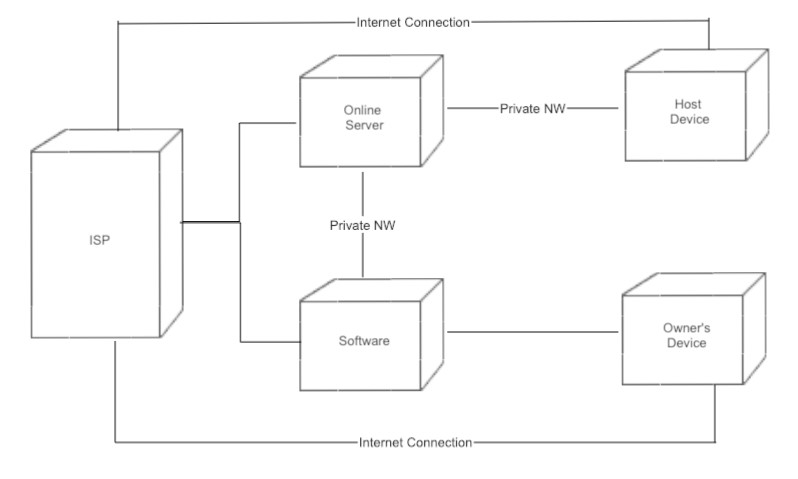 Internet Connection
Online
Server
Private NW
Host
Device
ISP
Private NW
Software
Owner's
Device
Internet Connection